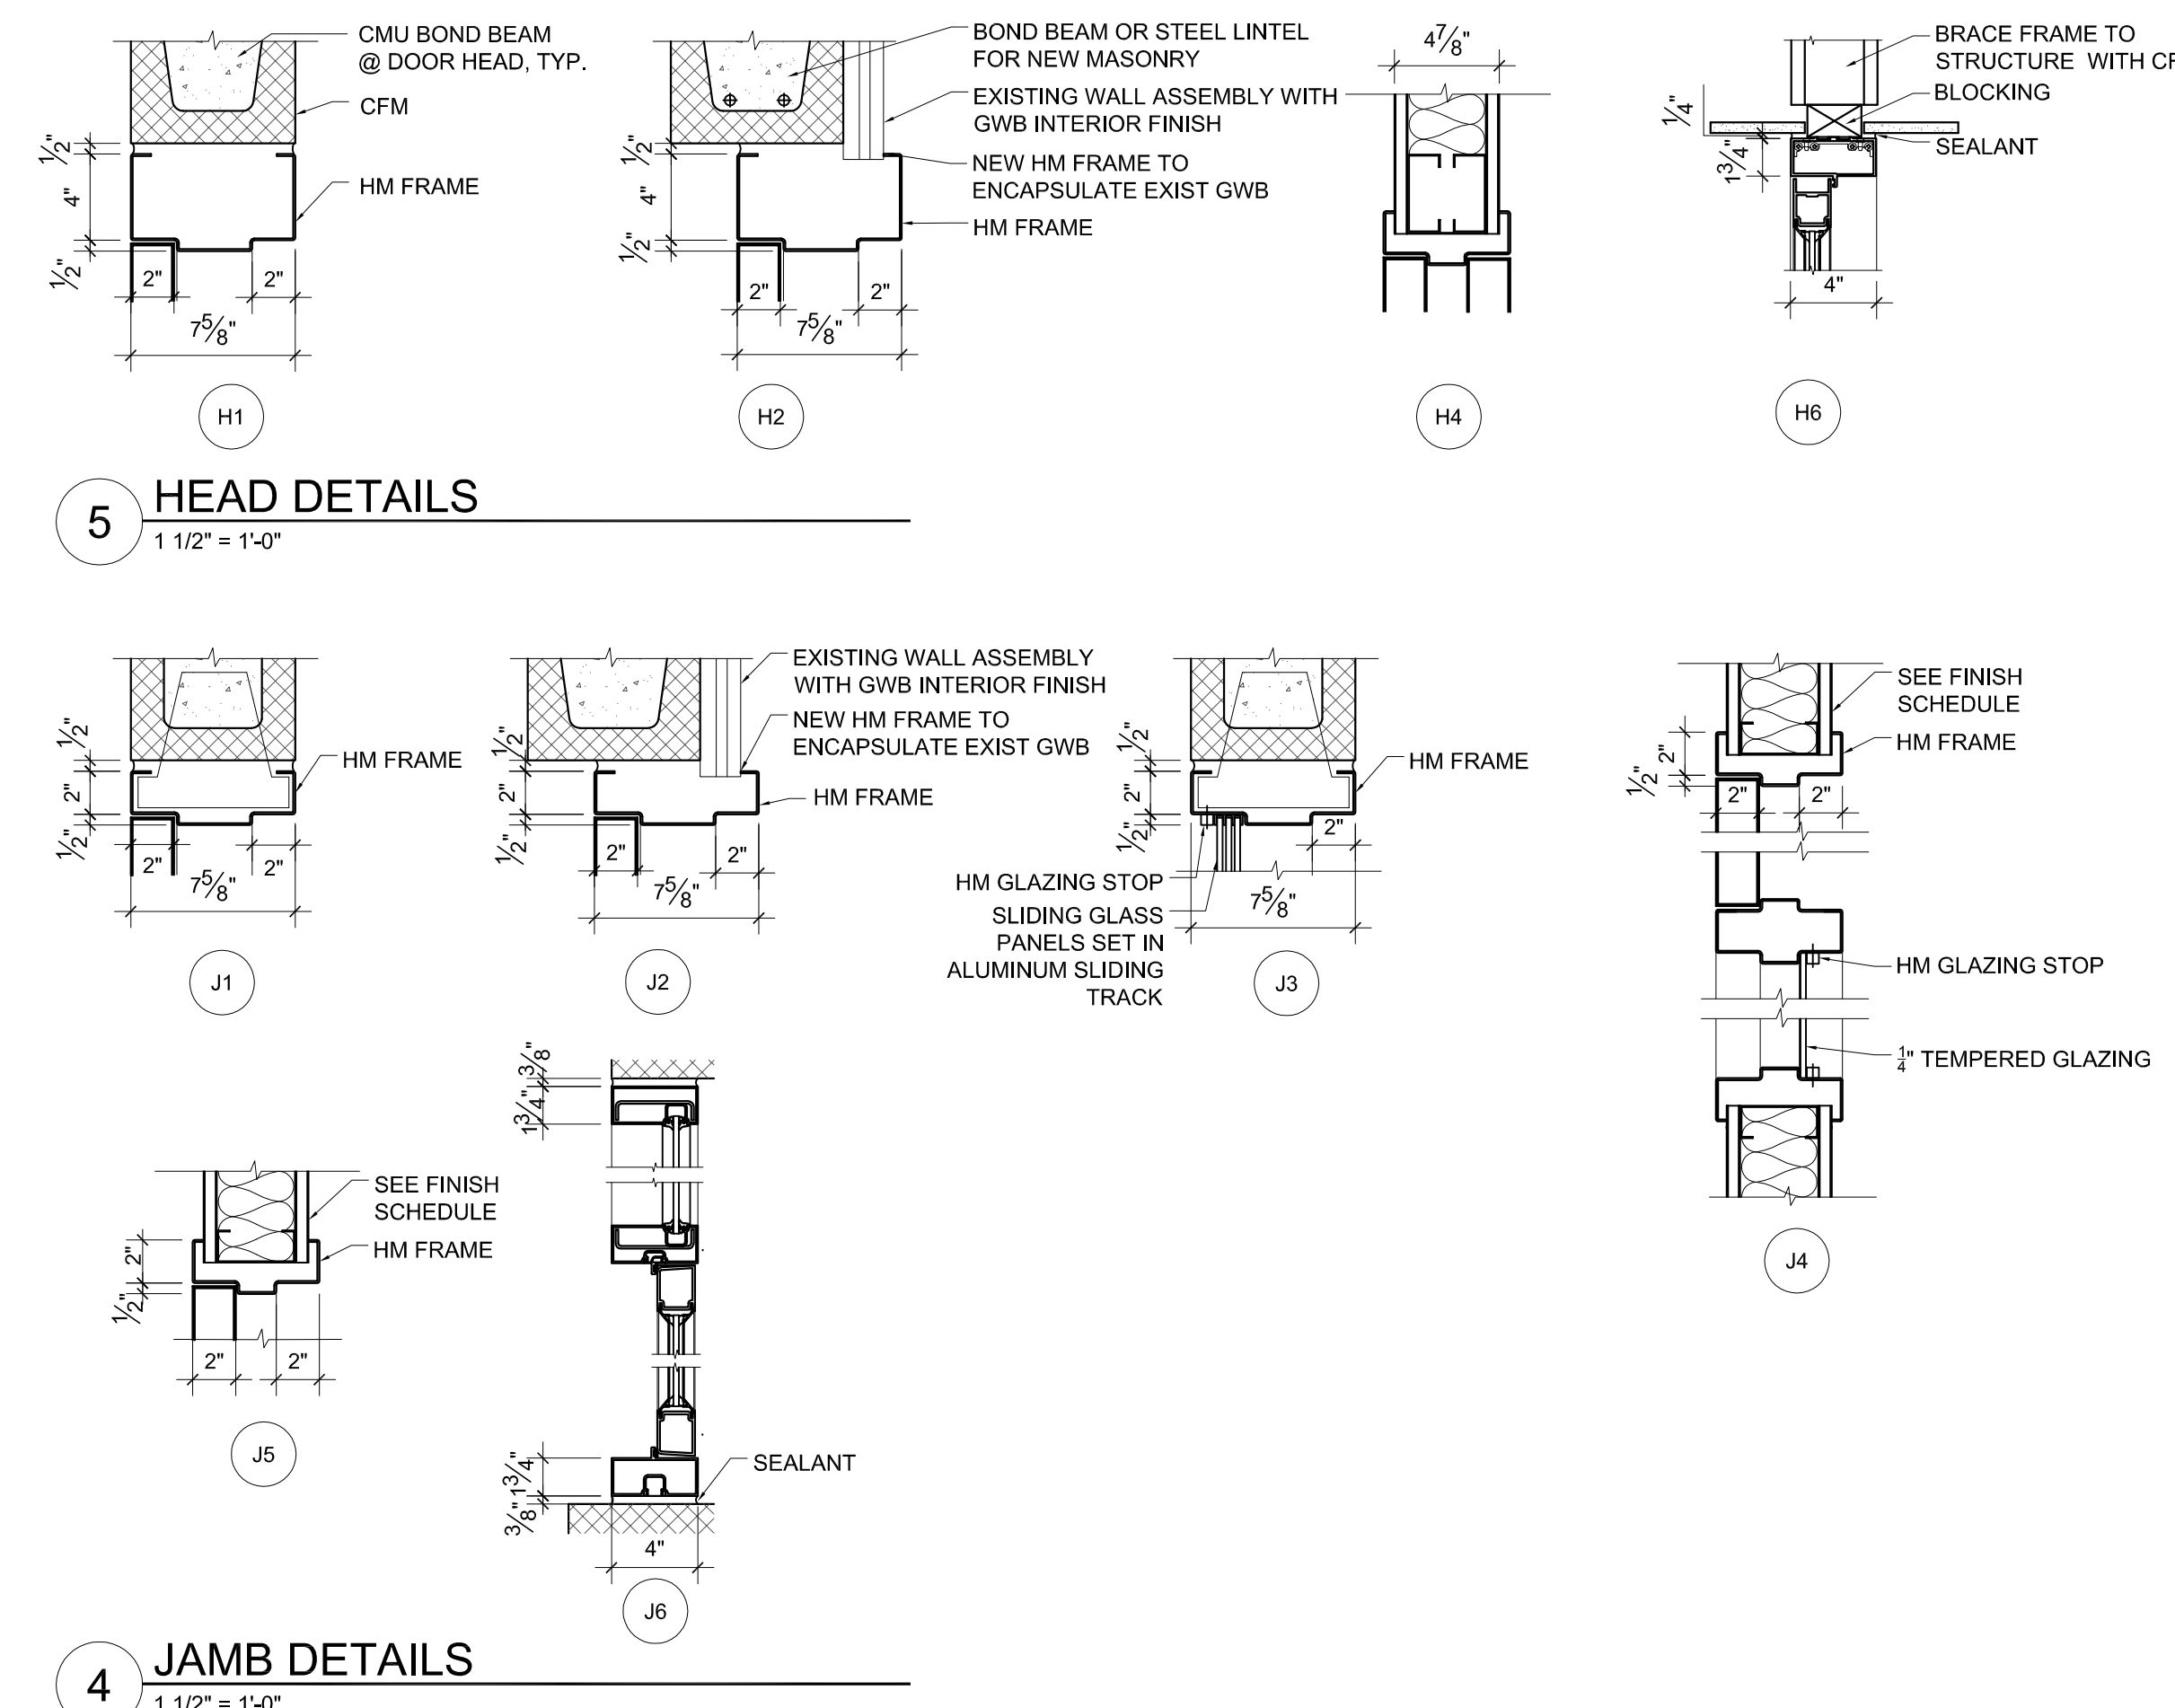 CMU BOND BEAM
@ DOOR HEAD, TYP.
CFM
HM FRAME
1/2"
4"
1/2"
2"
2"
7 5/8"
H1
BOND BEAM OR STEEL LINTEL
FOR NEW MASONRY
EXISTING WALL ASSEMBLY WITH
GWB INTERIOR FINISH
NEW HM FRAME TO
ENCAPSULATE EXIST GWB
HM FRAME
1/2"
4"
1/2"
2"
2"
7 5/8"
H2
4 7/8"
H4
BRACE FRAME TO
STRUCTURE WITH
BLOCKING
SEALANT
1/4"
1 3/4"
4"
H6
5
HEAD DETAILS
1 1/2" = 1'-0"
HM FRAME
1/2"
2"
1/2"
2"
2"
7 5/8"
J1
EXISTING WALL ASSEMBLY
WITH GWB INTERIOR FINISH
NEW HM FRAME TO
ENCAPSULATE EXIST GWB
HM FRAME
1/2"
2"
1/2"
2"
2"
7 5/8"
J2
HM FRAME
1/2"
2"
1/2"
2"
7 5/8"
HM GLAZING STOP
SLIDING GLASS
PANELS SET IN
ALUMINUM SLIDING
TRACK
J3
SEE FINISH
SCHEDULE
HM FRAME
2"
1/2"
2"
2"
HM GLAZING STOP
1/4" TEMPERED GLAZING
J4
SEE FINISH
SCHEDULE
HM FRAME
2"
1/2"
2"
2"
J5
3/8"
1 3/4"
1 3/4"
3/8"
SEALANT
4"
J6
4
JAMB DETAILS
1 1/2" = 1'-0"